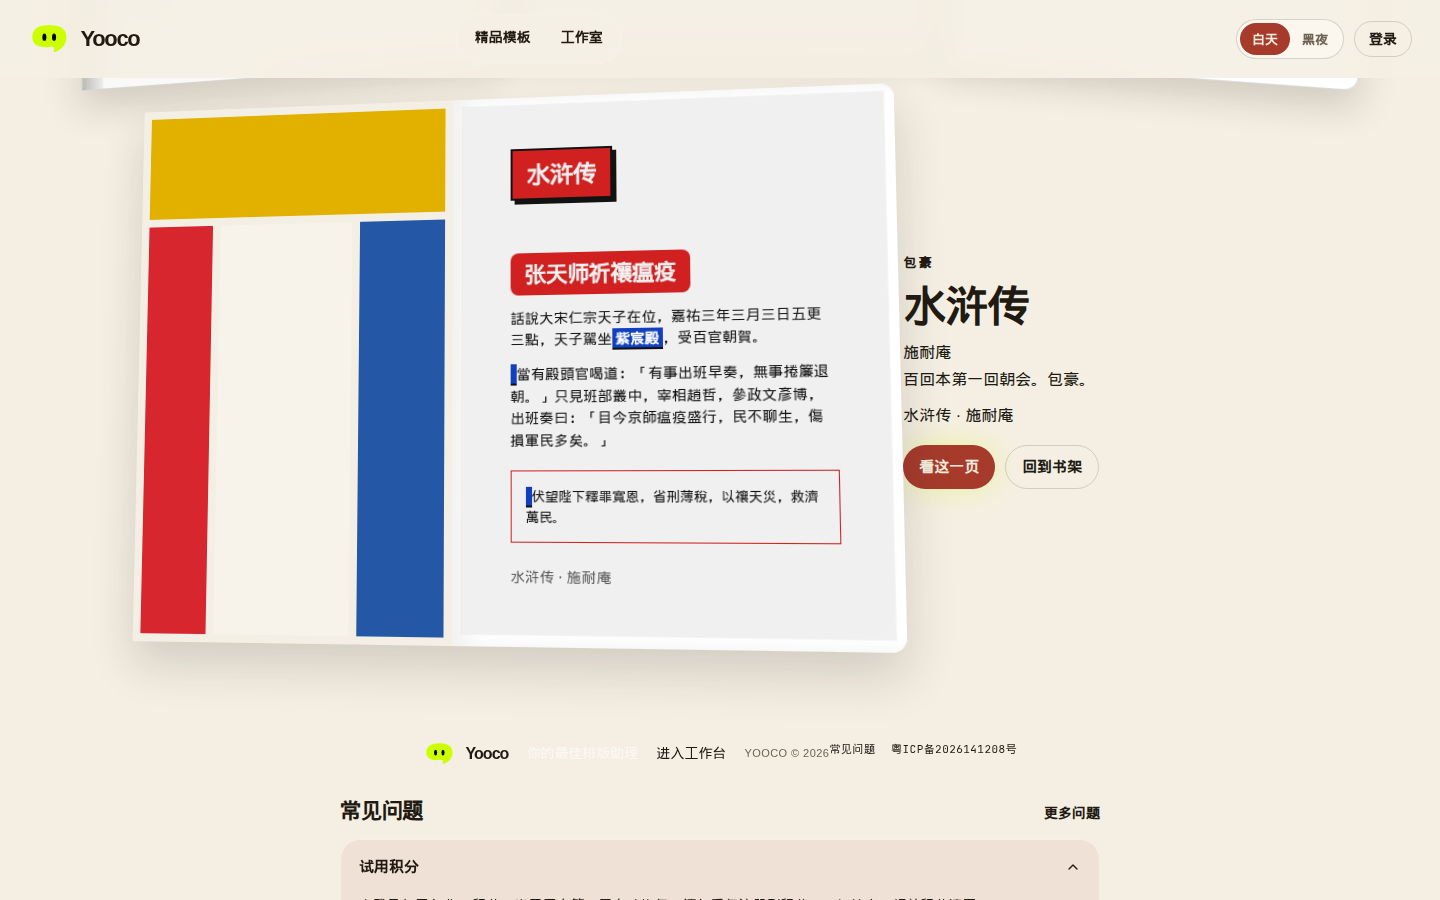 Yooco
精品模板
工作室
白天
黑夜
登录
水浒传
张天师祈禳瘟疫
話說大宋仁宗天子在位，嘉祐三年三月三日五更
三點，天子駕坐紫宸殿，受百官朝賀。
當有殿頭官喝道：「有事出班早奏，無事捲簾退
朝。」只見班部叢中，宰相趙哲，參政文彥博，
出班奏曰：「目今京師瘟疫盛行，民不聊生，傷
損軍民多矣。」
伏望陛下釋罪寬恩，省刑薄稅，以禳天災，救濟
萬民。
水浒传 · 施耐庵
包豪
水浒传
施耐庵
百回本第一回朝会。包豪。
水浒传 · 施耐庵
看这一页
回到书架
Yooco
你的最佳排版助理
进入工作台
YOOCO © 2026
常见问题
粤ICP备2026141208号
常见问题
更多问题
试用积分